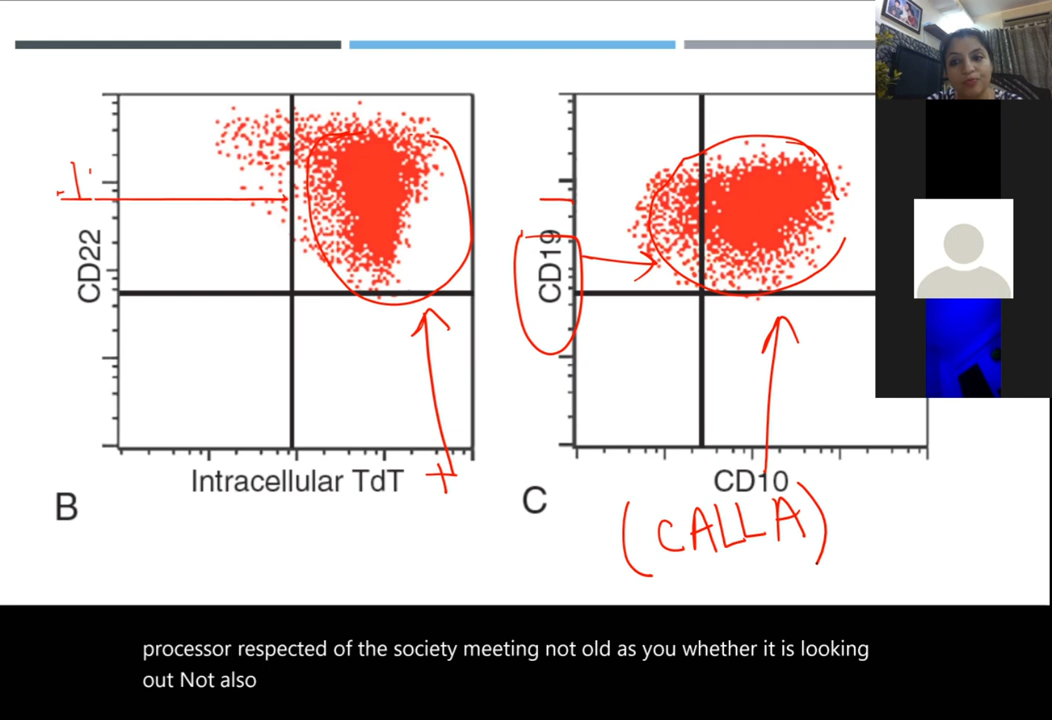 CD22
Intracellular TdT
+
B
CD19
CD10
C
(CALLA)
processor respected of the society meeting not old as you whether it is looking
out Not also